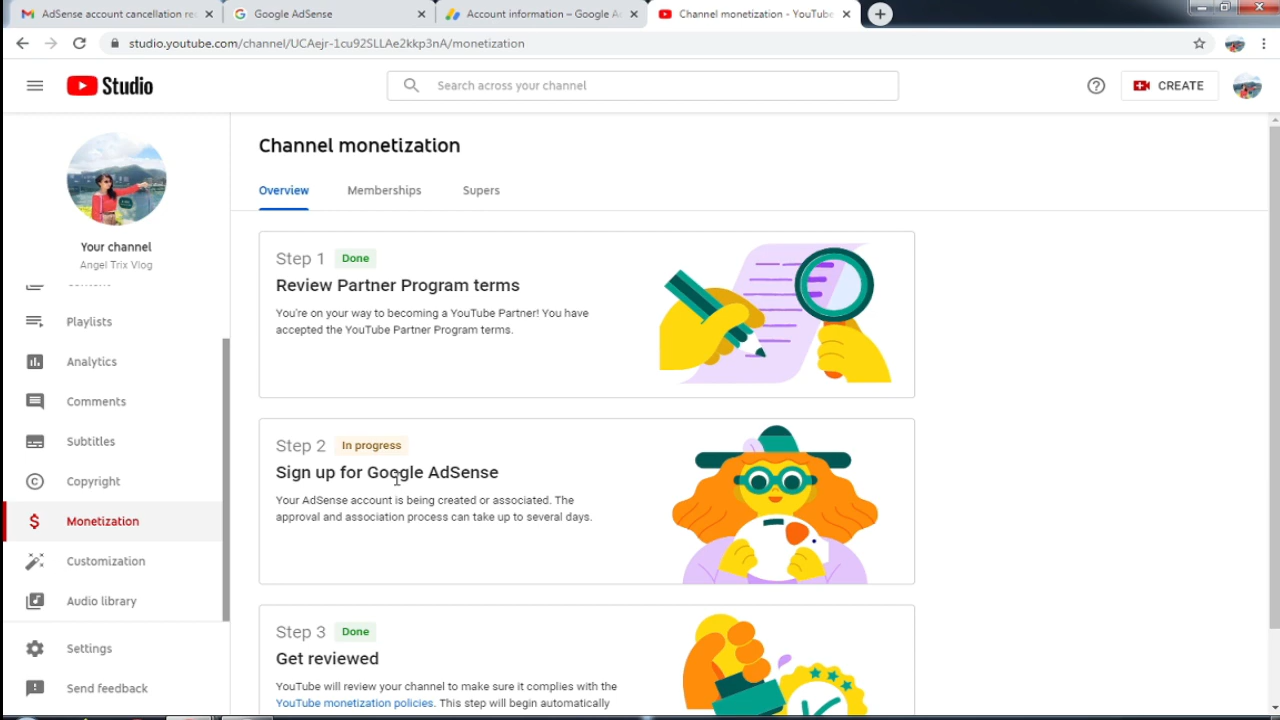 AdSense account cancellation re
Google AdSense
Account information – Google A
Channel monetization - YouTube
studio.youtube.com/channel/UCAejr-1cu92SLLAe2kkp3nA/monetization
Studio
Search across your channel
CREATE
Your channel
Angel Trix Vlog
Playlists
Analytics
Comments
Subtitles
Copyright
Monetization
Customization
Audio library
Settings
Send feedback
Channel monetization
Overview
Memberships
Supers
Step 1 Done
Review Partner Program terms
You're on your way to becoming a YouTube Partner! You have
accepted the YouTube Partner Program terms.
Step 2 In progress
Sign up for Google AdSense
Your AdSense account is being created or associated. The
approval and association process can take up to several days.
Step 3 Done
Get reviewed
YouTube will review your channel to make sure it complies with the
YouTube monetization policies. This step will begin automatically